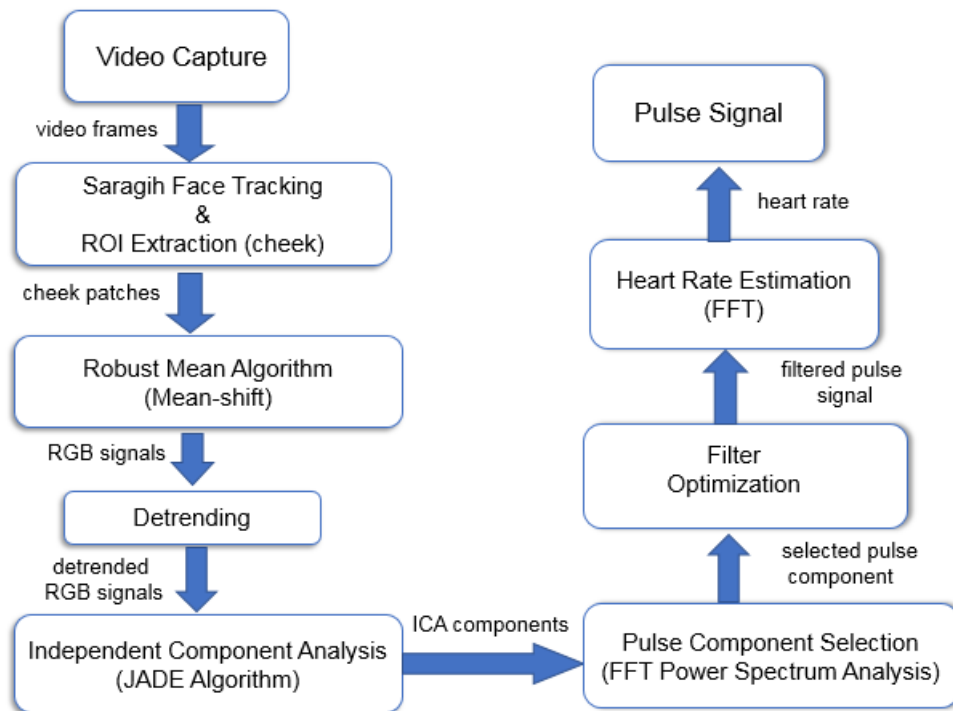 Video Capture
video frames
Saragih Face Tracking
&
ROI Extraction (cheek)
cheek patches
Robust Mean Algorithm
(Mean-shift)
RGB signals
Detrending
detrended
RGB signals
Independent Component Analysis
(JADE Algorithm)
ICA components
Pulse Component Selection
(FFT Power Spectrum Analysis)
selected pulse
component
Filter
Optimization
filtered pulse
signal
Heart Rate Estimation
(FFT)
heart rate
Pulse Signal